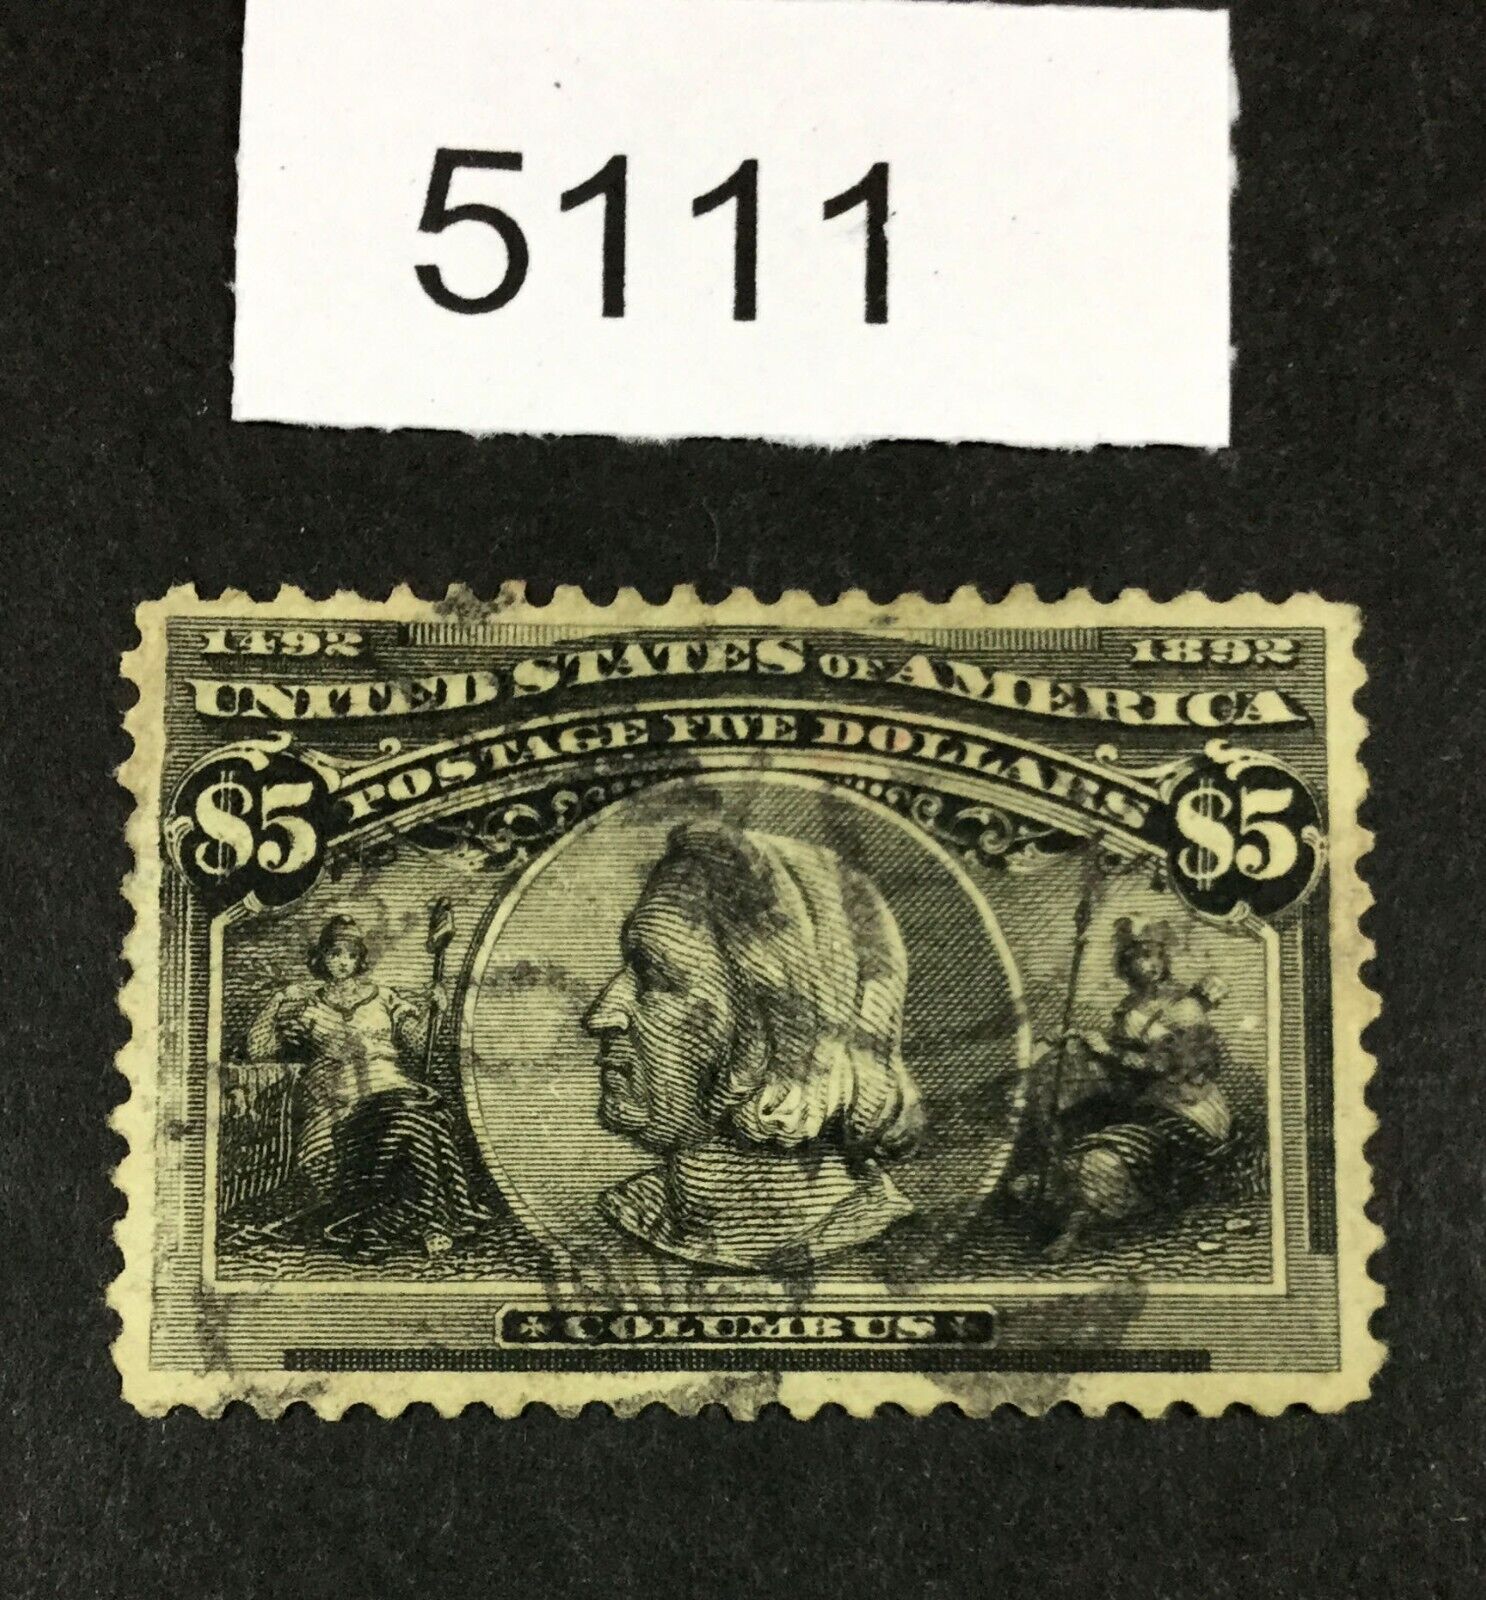 5111
1492 1892
UNITED STATES OF AMERICA
POSTAGE FIVE DOLLARS
$5 $5
COLUMBUS